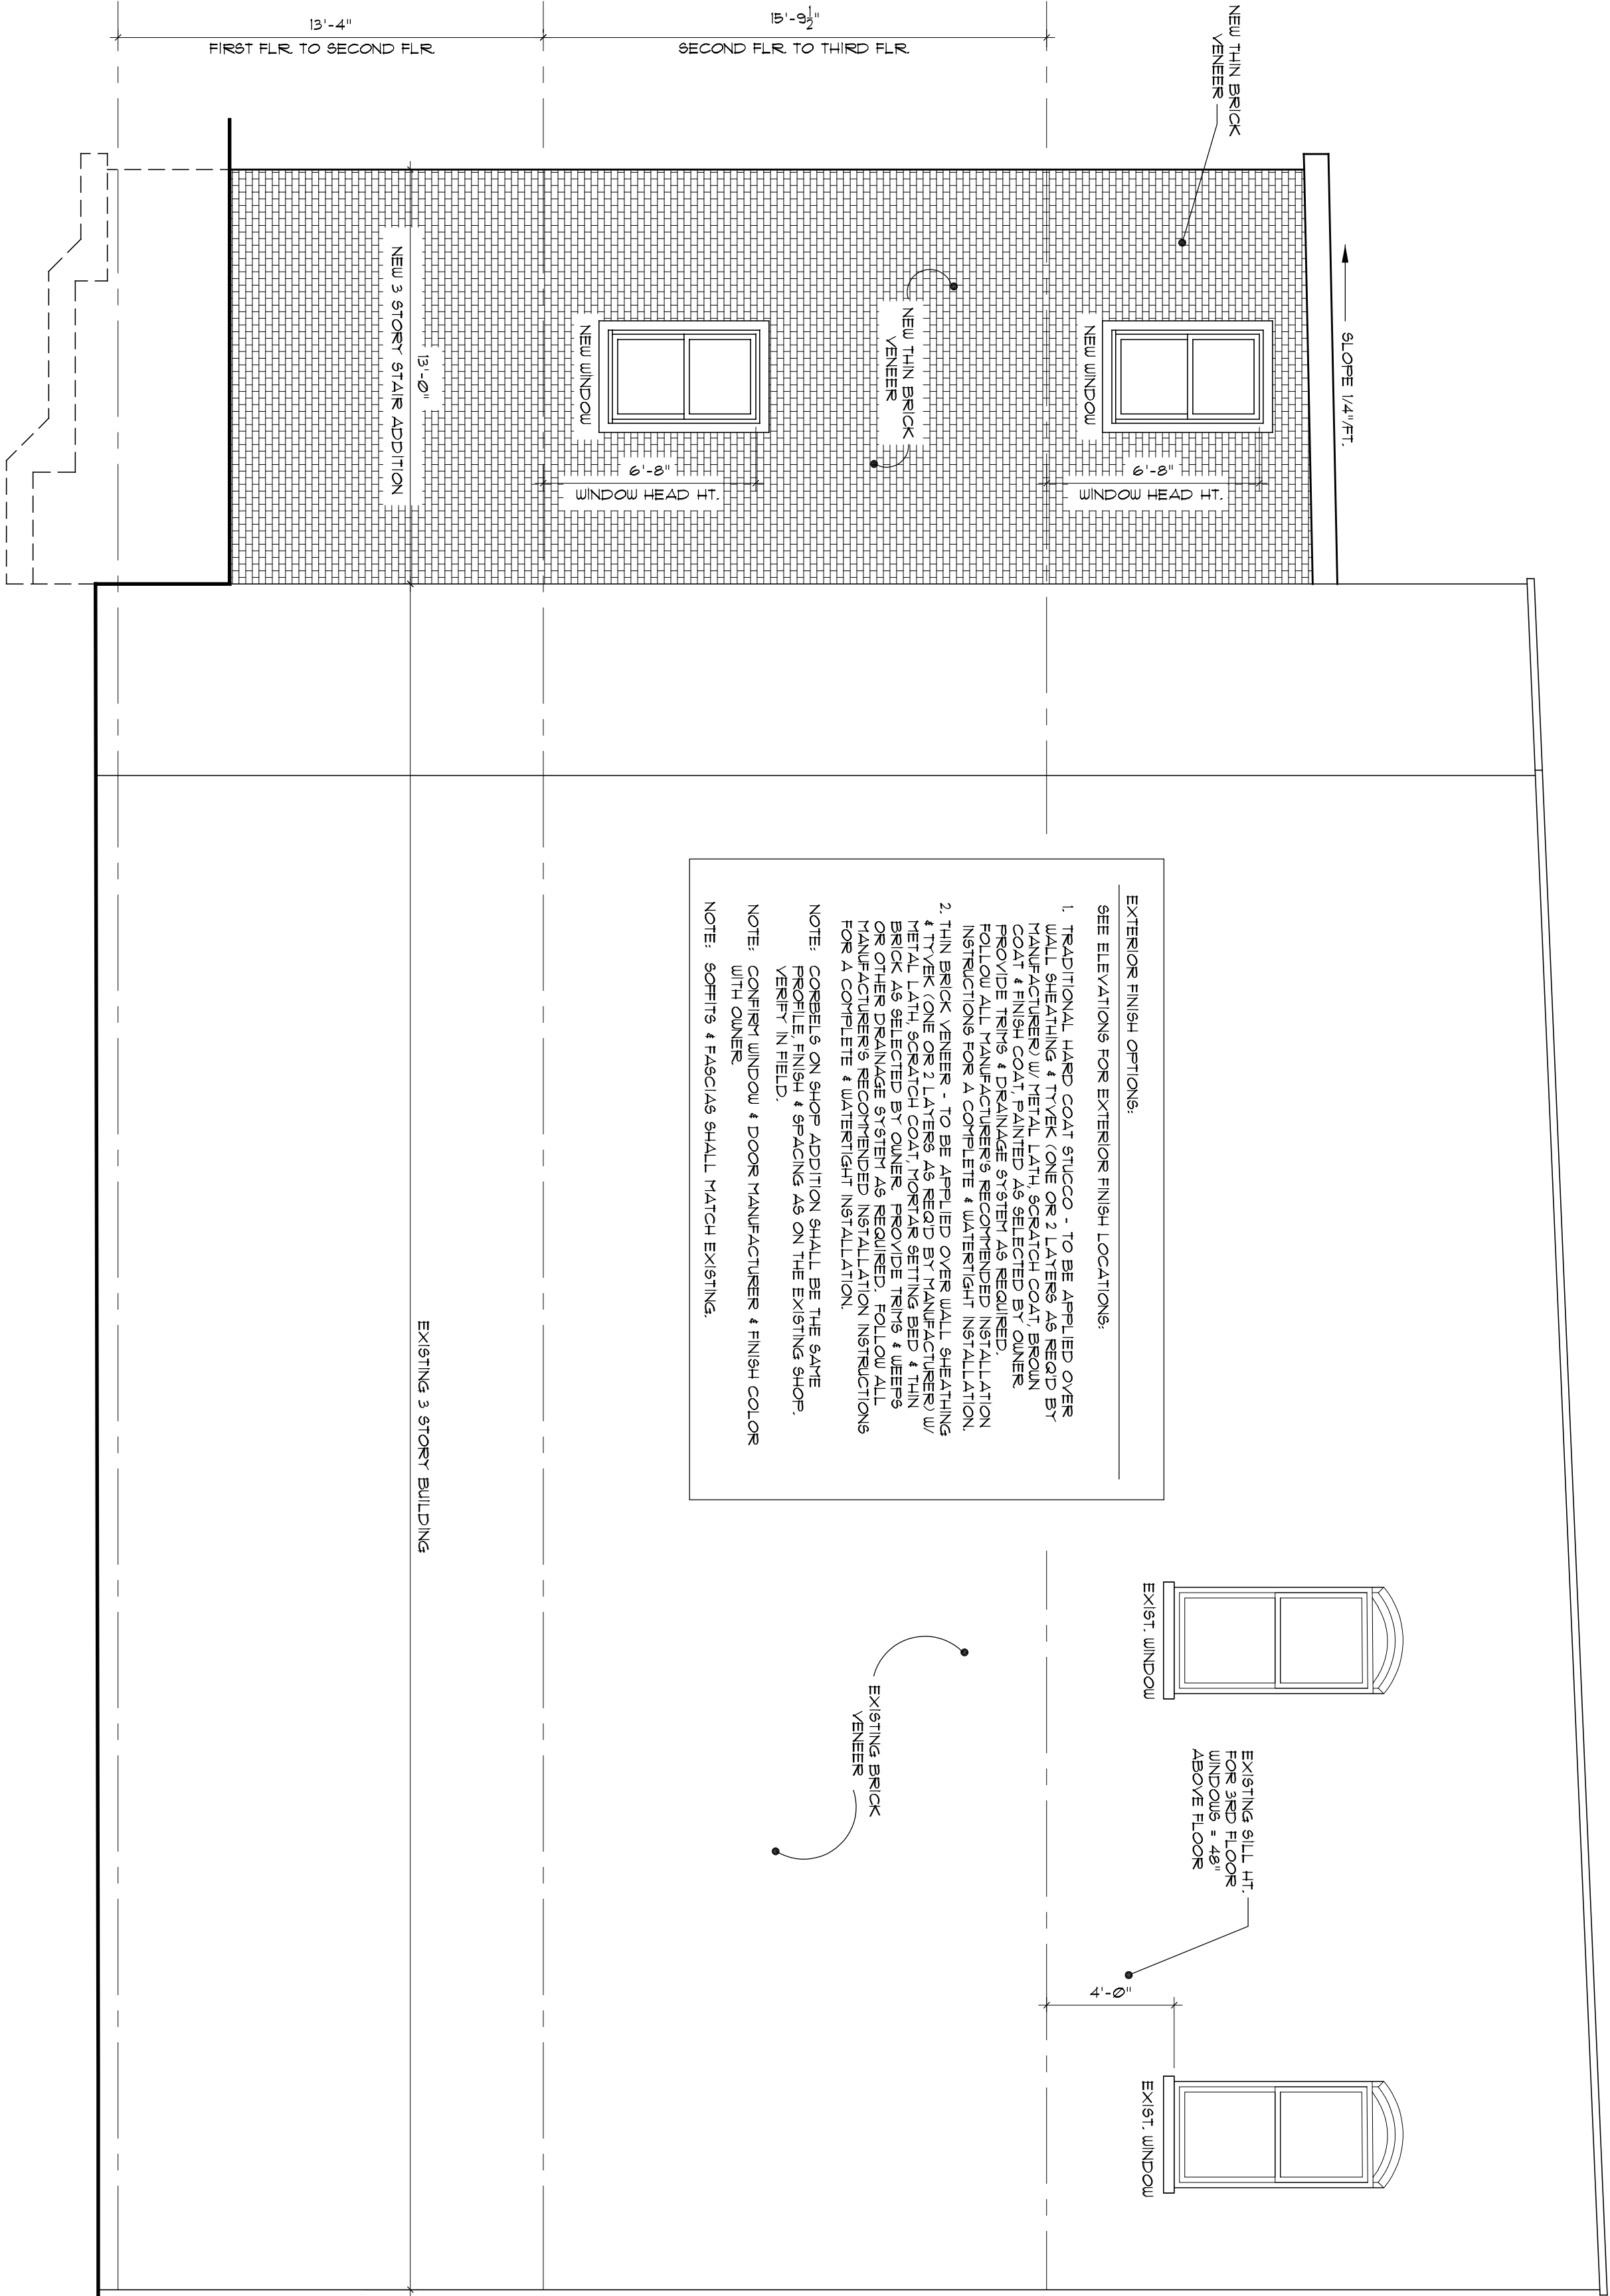 NEW THIN BRICK
VENEER
SLOPE 1/4"/FT.
NEW WINDOW
6'-8"
WINDOW HEAD HT.
NEW THIN BRICK
VENEER
NEW WINDOW
6'-8"
WINDOW HEAD HT.
13'-0"
NEW 3 STORY STAIR ADDITION
15'-9 1/2"
SECOND FLR. TO THIRD FLR.
13'-4"
FIRST FLR. TO SECOND FLR.
EXTERIOR FINISH OPTIONS:
SEE ELEVATIONS FOR EXTERIOR FINISH LOCATIONS:
1. TRADITIONAL HARD COAT STUCCO - TO BE APPLIED OVER
WALL SHEATHING & TYVEK (ONE OR 2 LAYERS AS REQ'D BY
MANUFACTURER) W/ METAL LATH, SCRATCH COAT, BROWN
COAT & FINISH COAT, PAINTED AS SELECTED BY OWNER.
PROVIDE TRIMS & DRAINAGE SYSTEM AS REQUIRED.
FOLLOW ALL MANUFACTURER'S RECOMMENDED INSTALLATION
INSTRUCTIONS FOR A COMPLETE & WATERTIGHT INSTALLATION.
2. THIN BRICK VENEER - TO BE APPLIED OVER WALL SHEATHING
& TYVEK (ONE OR 2 LAYERS AS REQ'D BY MANUFACTURER) W/
METAL LATH, SCRATCH COAT, MORTAR SETTING BED & THIN
BRICK AS SELECTED BY OWNER. PROVIDE TRIMS & WEEPS
OR OTHER DRAINAGE SYSTEM AS REQUIRED. FOLLOW ALL
MANUFACTURER'S RECOMMENDED INSTALLATION INSTRUCTIONS
FOR A COMPLETE & WATERTIGHT INSTALLATION.
NOTE: CORBELS ON SHOP ADDITION SHALL BE THE SAME
PROFILE, FINISH & SPACING AS ON THE EXISTING SHOP.
VERIFY IN FIELD.
NOTE: CONFIRM WINDOW & DOOR MANUFACTURER & FINISH COLOR
WITH OWNER.
NOTE: SOFFITS & FASCIAS SHALL MATCH EXISTING.
EXISTING 3 STORY BUILDING
EXIST. WINDOW
EXISTING SILL HT.
FOR 3RD FLOOR
WINDOWS = 48"
ABOVE FLOOR
4'-0"
EXISTING BRICK
VENEER
EXIST. WINDOW